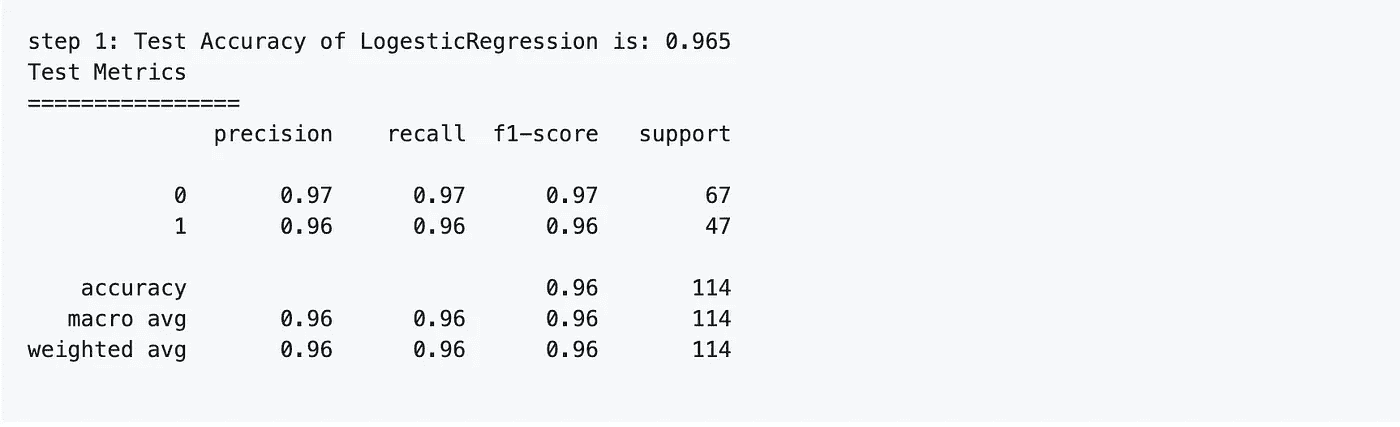 step 1: Test Accuracy of LogesticRegression is: 0.965
Test Metrics
================
precision recall f1-score support
0 0.97 0.97 0.97 67
1 0.96 0.96 0.96 47
accuracy 0.96 114
macro avg 0.96 0.96 0.96 114
weighted avg 0.96 0.96 0.96 114